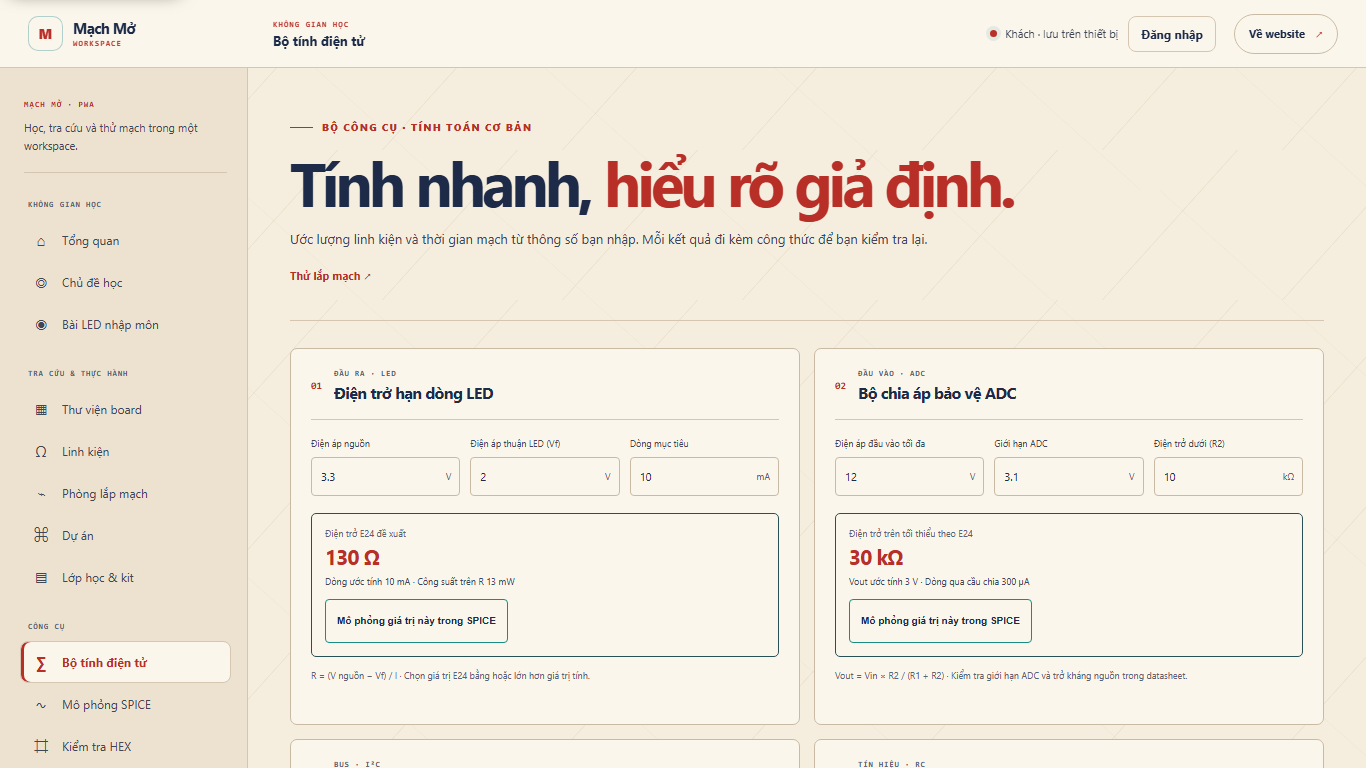 M
Mạch Mở
WORKSPACE
KHÔNG GIAN HỌC
Bộ tính điện tử
Khách · lưu trên thiết bị
Đăng nhập
Về website ↗
MẠCH MỞ · PWA
Học, tra cứu và thử mạch trong một
workspace.
KHÔNG GIAN HỌC
Tổng quan
Chủ đề học
Bài LED nhập môn
TRA CỨU & THỰC HÀNH
Thư viện board
Ω Linh kiện
Phòng lắp mạch
⌘ Dự án
Lớp học & kit
CÔNG CỤ
∑ Bộ tính điện tử
∿ Mô phỏng SPICE
Kiểm tra HEX
BỘ CÔNG CỤ · TÍNH TOÁN CƠ BẢN
Tính nhanh, hiểu rõ giả định.
Ước lượng linh kiện và thời gian mạch từ thông số bạn nhập. Mỗi kết quả đi kèm công thức để bạn kiểm tra lại.
Thử lắp mạch ↗
01
ĐẦU RA · LED
Điện trở hạn dòng LED
Điện áp nguồn
Điện áp thuận LED (Vf)
Dòng mục tiêu
3.3 V
2 V
10 mA
Điện trở E24 đề xuất
130 Ω
Dòng ước tính 10 mA · Công suất trên R 13 mW
Mô phỏng giá trị này trong SPICE
R = (V nguồn − Vf) / I · Chọn giá trị E24 bằng hoặc lớn hơn giá trị tính.
02
ĐẦU VÀO · ADC
Bộ chia áp bảo vệ ADC
Điện áp đầu vào tối đa
Giới hạn ADC
Điện trở dưới (R2)
12 V
3.1 V
10 kΩ
Điện trở trên tối thiểu theo E24
30 kΩ
Vout ước tính 3 V · Dòng qua cầu chia 300 µA
Mô phỏng giá trị này trong SPICE
Vout = Vin × R2 / (R1 + R2) · Kiểm tra giới hạn ADC và trở kháng nguồn trong datasheet.
BUS · I²C
TÍN HIỆU · RC